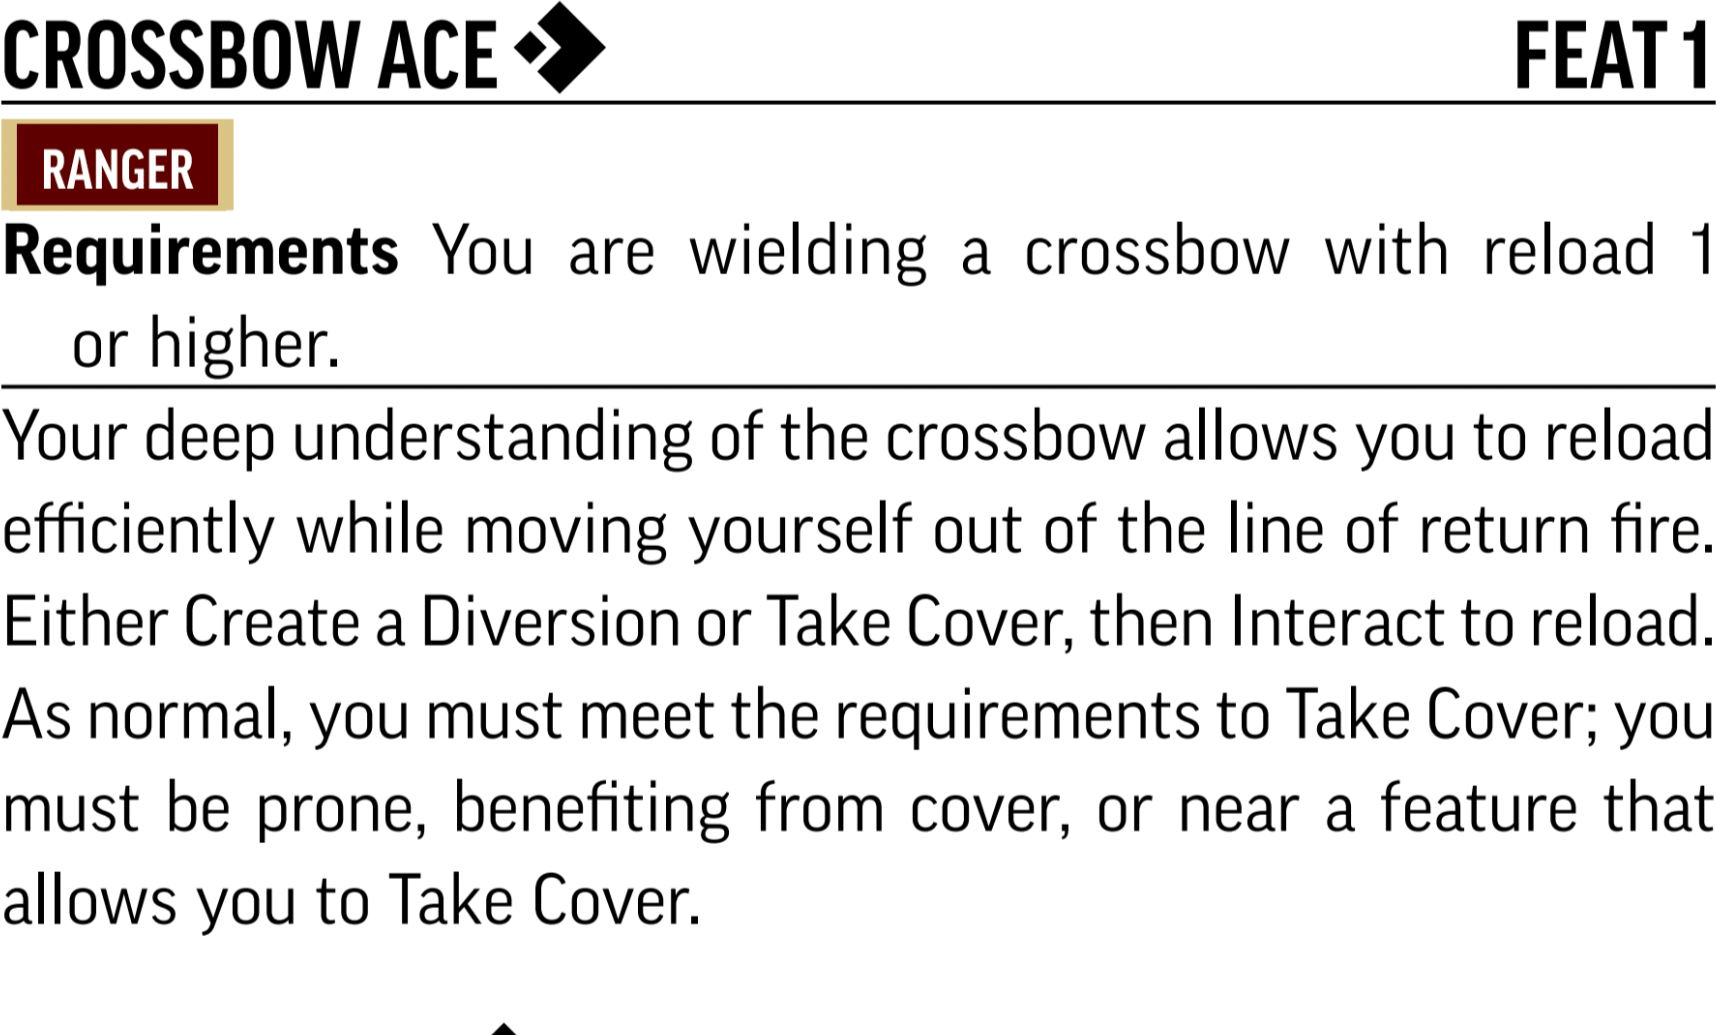 CROSSBOW ACE FEAT 1
RANGER
Requirements You are wielding a crossbow with reload 1
or higher.
Your deep understanding of the crossbow allows you to reload
efficiently while moving yourself out of the line of return fire.
Either Create a Diversion or Take Cover, then Interact to reload.
As normal, you must meet the requirements to Take Cover; you
must be prone, benefiting from cover, or near a feature that
allows you to Take Cover.